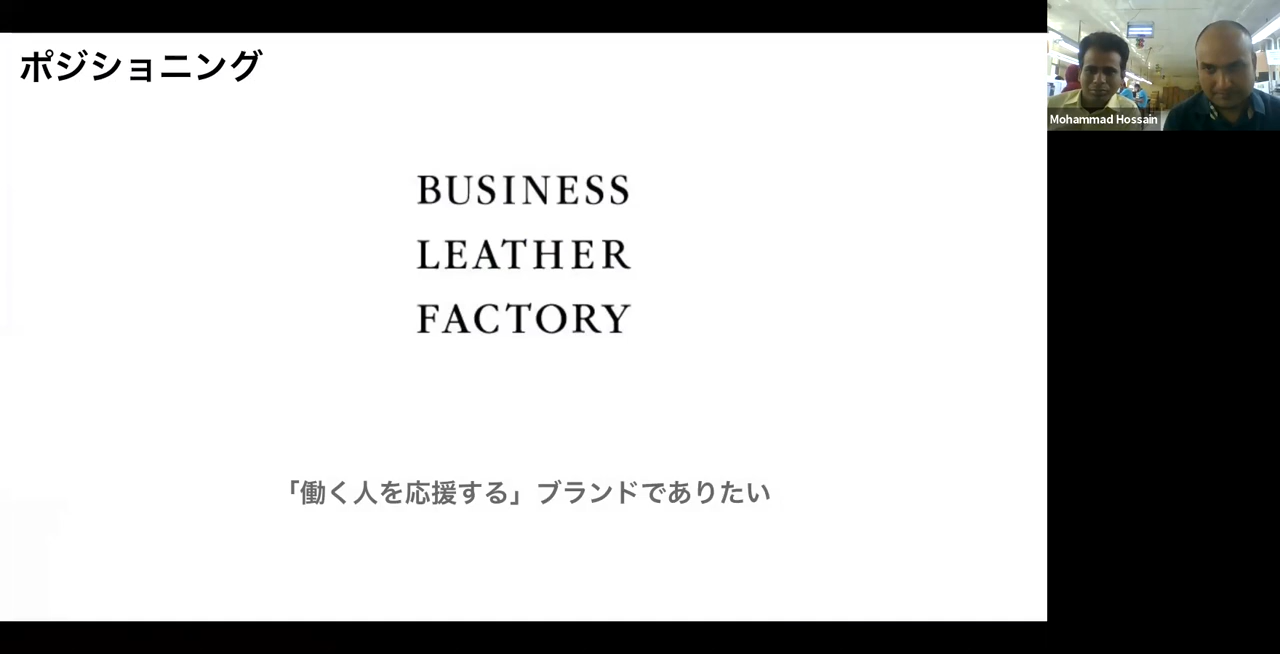 ポジショニング
BUSINESS
LEATHER
FACTORY
「働く人を応援する」ブランドでありたい
Mohammad Hossain